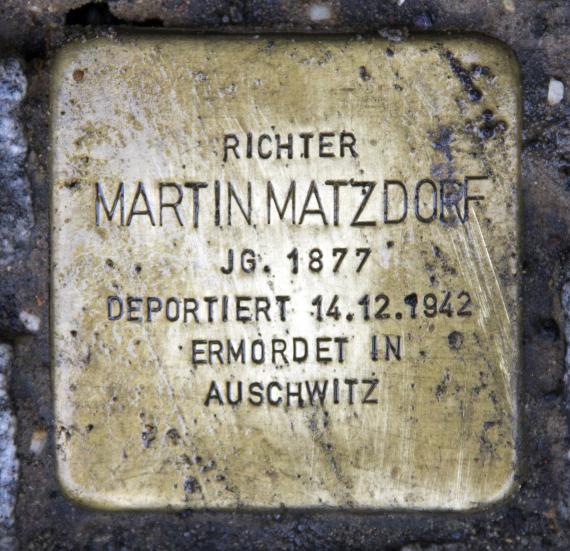 RICHTER
MARTIN MATZDORF
JG. 1877
DEPORTIERT 14.12.1942
ERMORDET IN
AUSCHWITZ